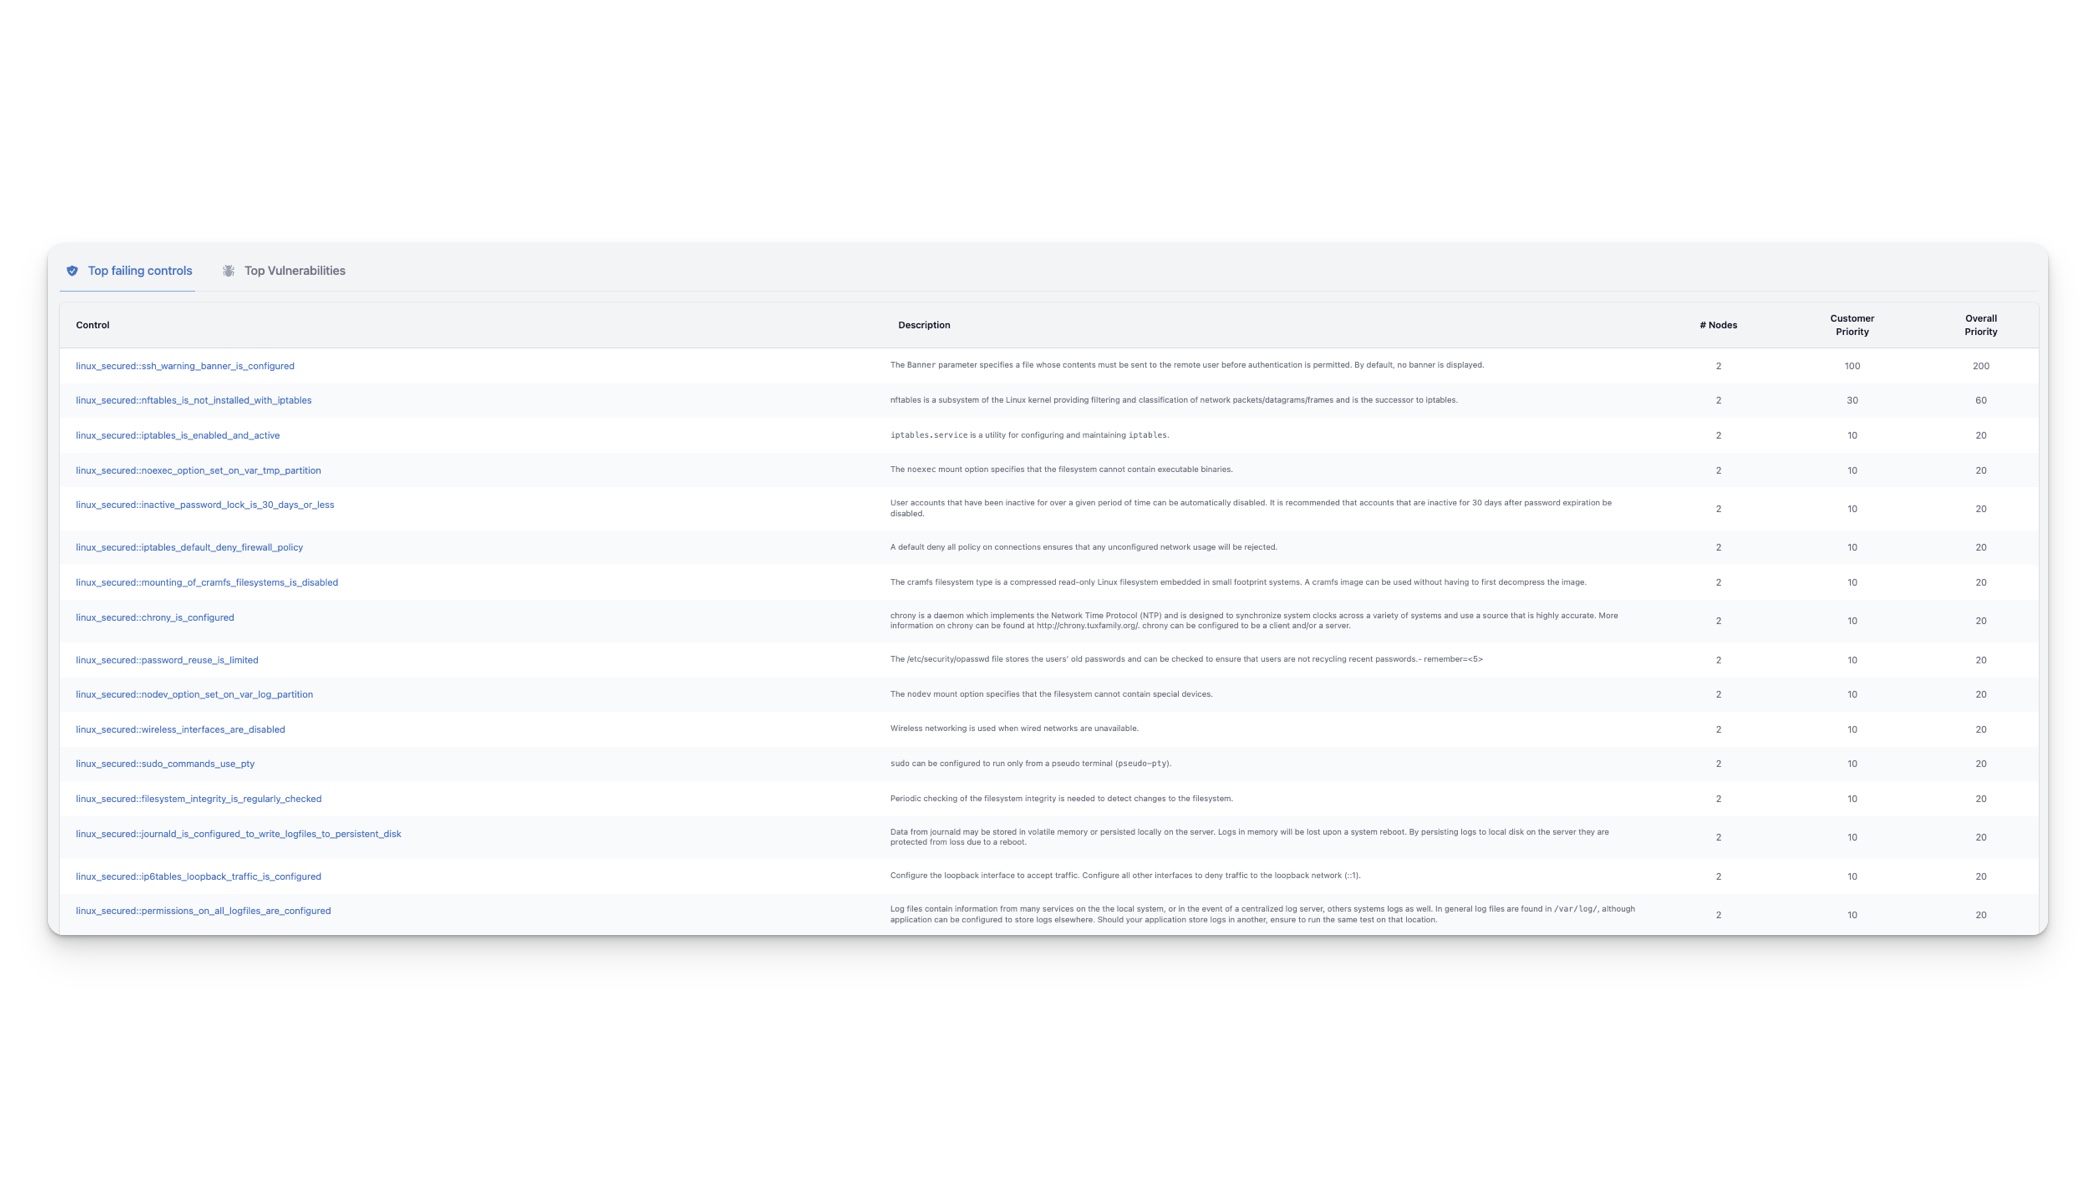 Top failing controls Top Vulnerabilities
Control Description # Nodes Customer Priority Overall Priority
linux_secured::ssh_warning_banner_is_configured The Banner parameter specifies a file whose contents must be sent to the remote user before authentication is permitted. By default, no banner is displayed. 2 100 200
linux_secured::nftables_is_not_installed_with_iptables nftables is a subsystem of the Linux kernel providing filtering and classification of network packets/datagrams/frames and is the successor to iptables. 2 30 60
linux_secured::iptables_is_enabled_and_active iptables.service is a utility for configuring and maintaining iptables. 2 10 20
linux_secured::noexec_option_set_on_var_tmp_partition The noexec mount option specifies that the filesystem cannot contain executable binaries. 2 10 20
linux_secured::inactive_password_lock_is_30_days_or_less User accounts that have been inactive for over a given period of time can be automatically disabled. It is recommended that accounts that are inactive for 30 days after password expiration be
disabled. 2 10 20
linux_secured::iptables_default_deny_firewall_policy A default deny all policy on connections ensures that any unconfigured network usage will be rejected. 2 10 20
linux_secured::mounting_of_cramfs_filesystems_is_disabled The cramfs filesystem type is a compressed read-only Linux filesystem embedded in small footprint systems. A cramfs image can be used without having to first decompress the image. 2 10 20
linux_secured::chrony_is_configured chrony is a daemon which implements the Network Time Protocol (NTP) and is designed to synchronize system clocks across a variety of systems and use a source that is highly accurate. More
information on chrony can be found at http://chrony.tuxfamily.org/. chrony can be configured to be a client and/or a server. 2 10 20
linux_secured::password_reuse_is_limited The /etc/security/opasswd file stores the users' old passwords and can be checked to ensure that users are not recycling recent passwords.- remember=<5> 2 10 20
linux_secured::nodev_option_set_on_var_log_partition The nodev mount option specifies that the filesystem cannot contain special devices. 2 10 20
linux_secured::wireless_interfaces_are_disabled Wireless networking is used when wired networks are unavailable. 2 10 20
linux_secured::sudo_commands_use_pty sudo can be configured to run only from a pseudo terminal (pseudo-pty). 2 10 20
linux_secured::filesystem_integrity_is_regularly_checked Periodic checking of the filesystem integrity is needed to detect changes to the filesystem. 2 10 20
linux_secured::journald_is_configured_to_write_logfiles_to_persistent_disk Data from journald may be stored in volatile memory or persisted locally on the server. Logs in memory will be lost upon a system reboot. By persisting logs to local disk on the server they are
protected from loss due to a reboot. 2 10 20
linux_secured::ip6tables_loopback_traffic_is_configured Configure the loopback interface to accept traffic. Configure all other interfaces to deny traffic to the loopback network (::1). 2 10 20
linux_secured::permissions_on_all_logfiles_are_configured Log files contain information from many services on the the local system, or in the event of a centralized log server, others systems logs as well. In general log files are found in /var/log/, although
application can be configured to store logs elsewhere. Should your application store logs in another, ensure to run the same test on that location. 2 10 20